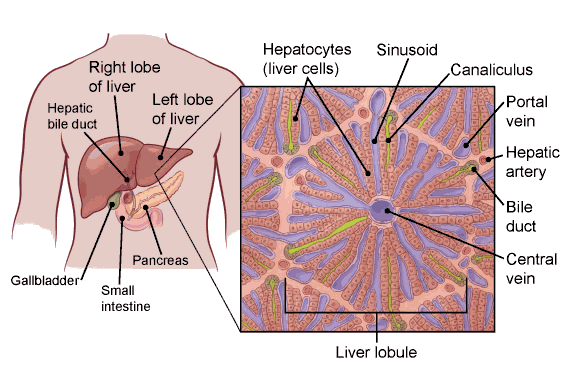 Right lobe
of liver
Hepatic
bile duct
Left lobe
of liver
Gallbladder
Small
intestine
Pancreas
Hepatocytes
(liver cells)
Sinusoid
Canaliculus
Portal
vein
Hepatic
artery
Bile
duct
Central
vein
Liver lobule